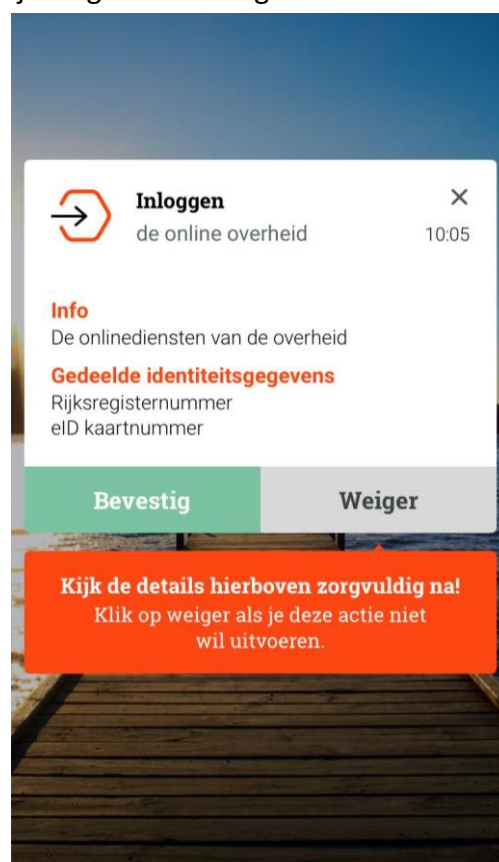 Inloggen
de online overheid
10:05
Info
De onlinediensten van de overheid
Gedeelde identiteitsgegevens
Rijksregisternummer
eID kaartnummer
Bevestig
Weiger
Kijk de details hierboven zorgvuldig na!
Klik op weiger als je deze actie niet
wil uitvoeren.